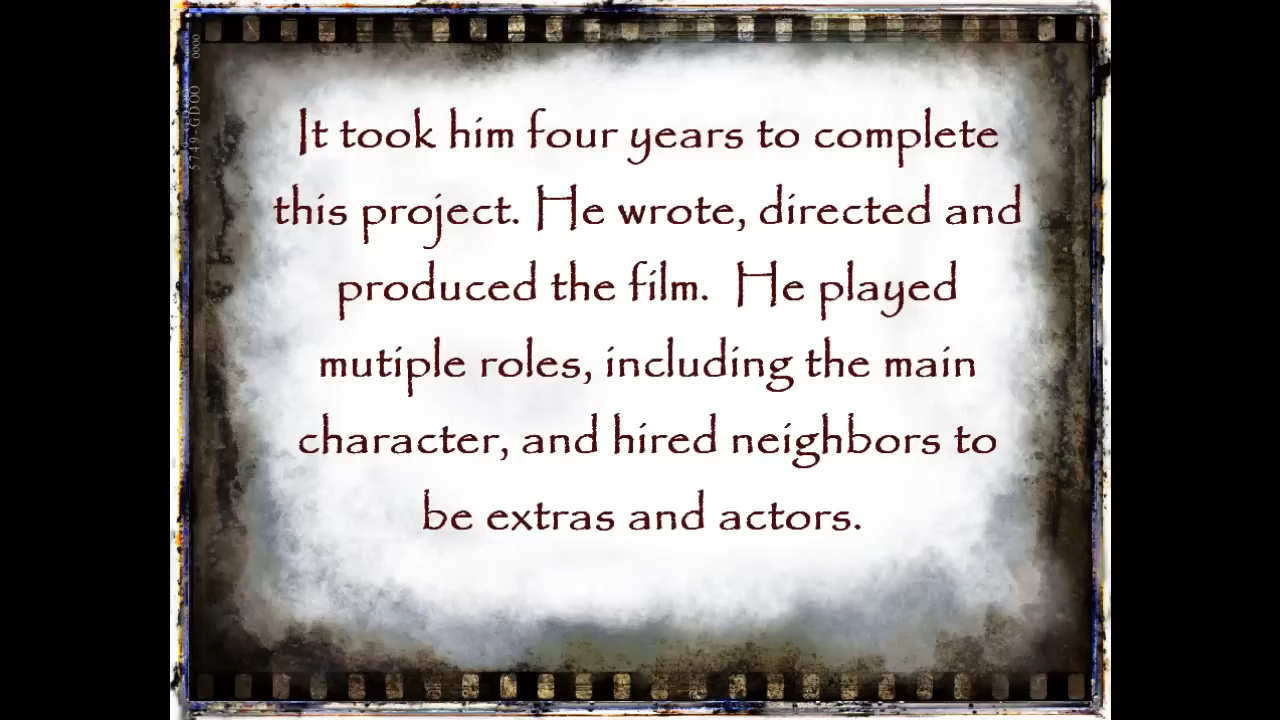 It took him four years to complete
this project. He wrote, directed and
produced the film.  He played
mutiple roles, including the main
character, and hired neighbors to
be extras and actors.